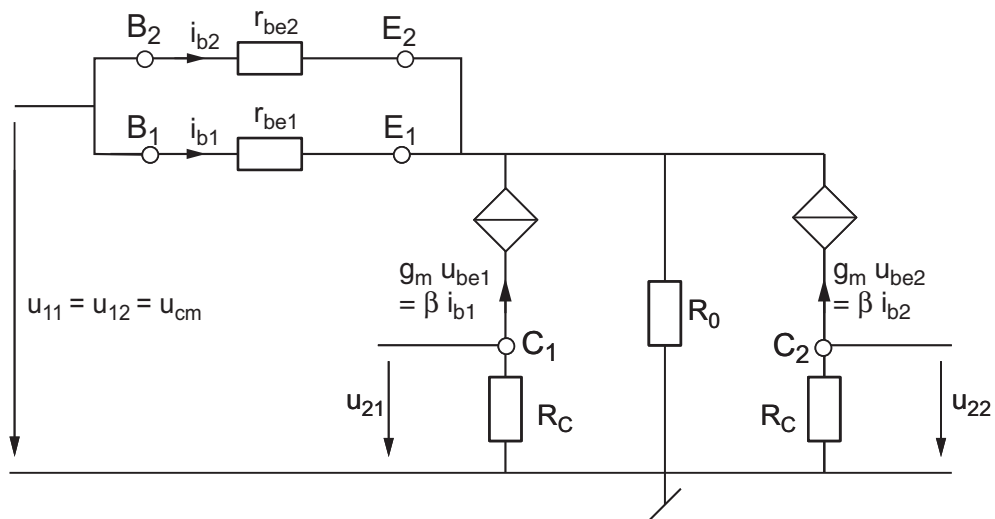 B2 ib2 rbe2 E2
B1 ib1 rbe1 E1
u11 = u12 = ucm
gm ube1
= β ib1
R0
gm ube2
= β ib2
C1
C2
u21
RC
RC
u22